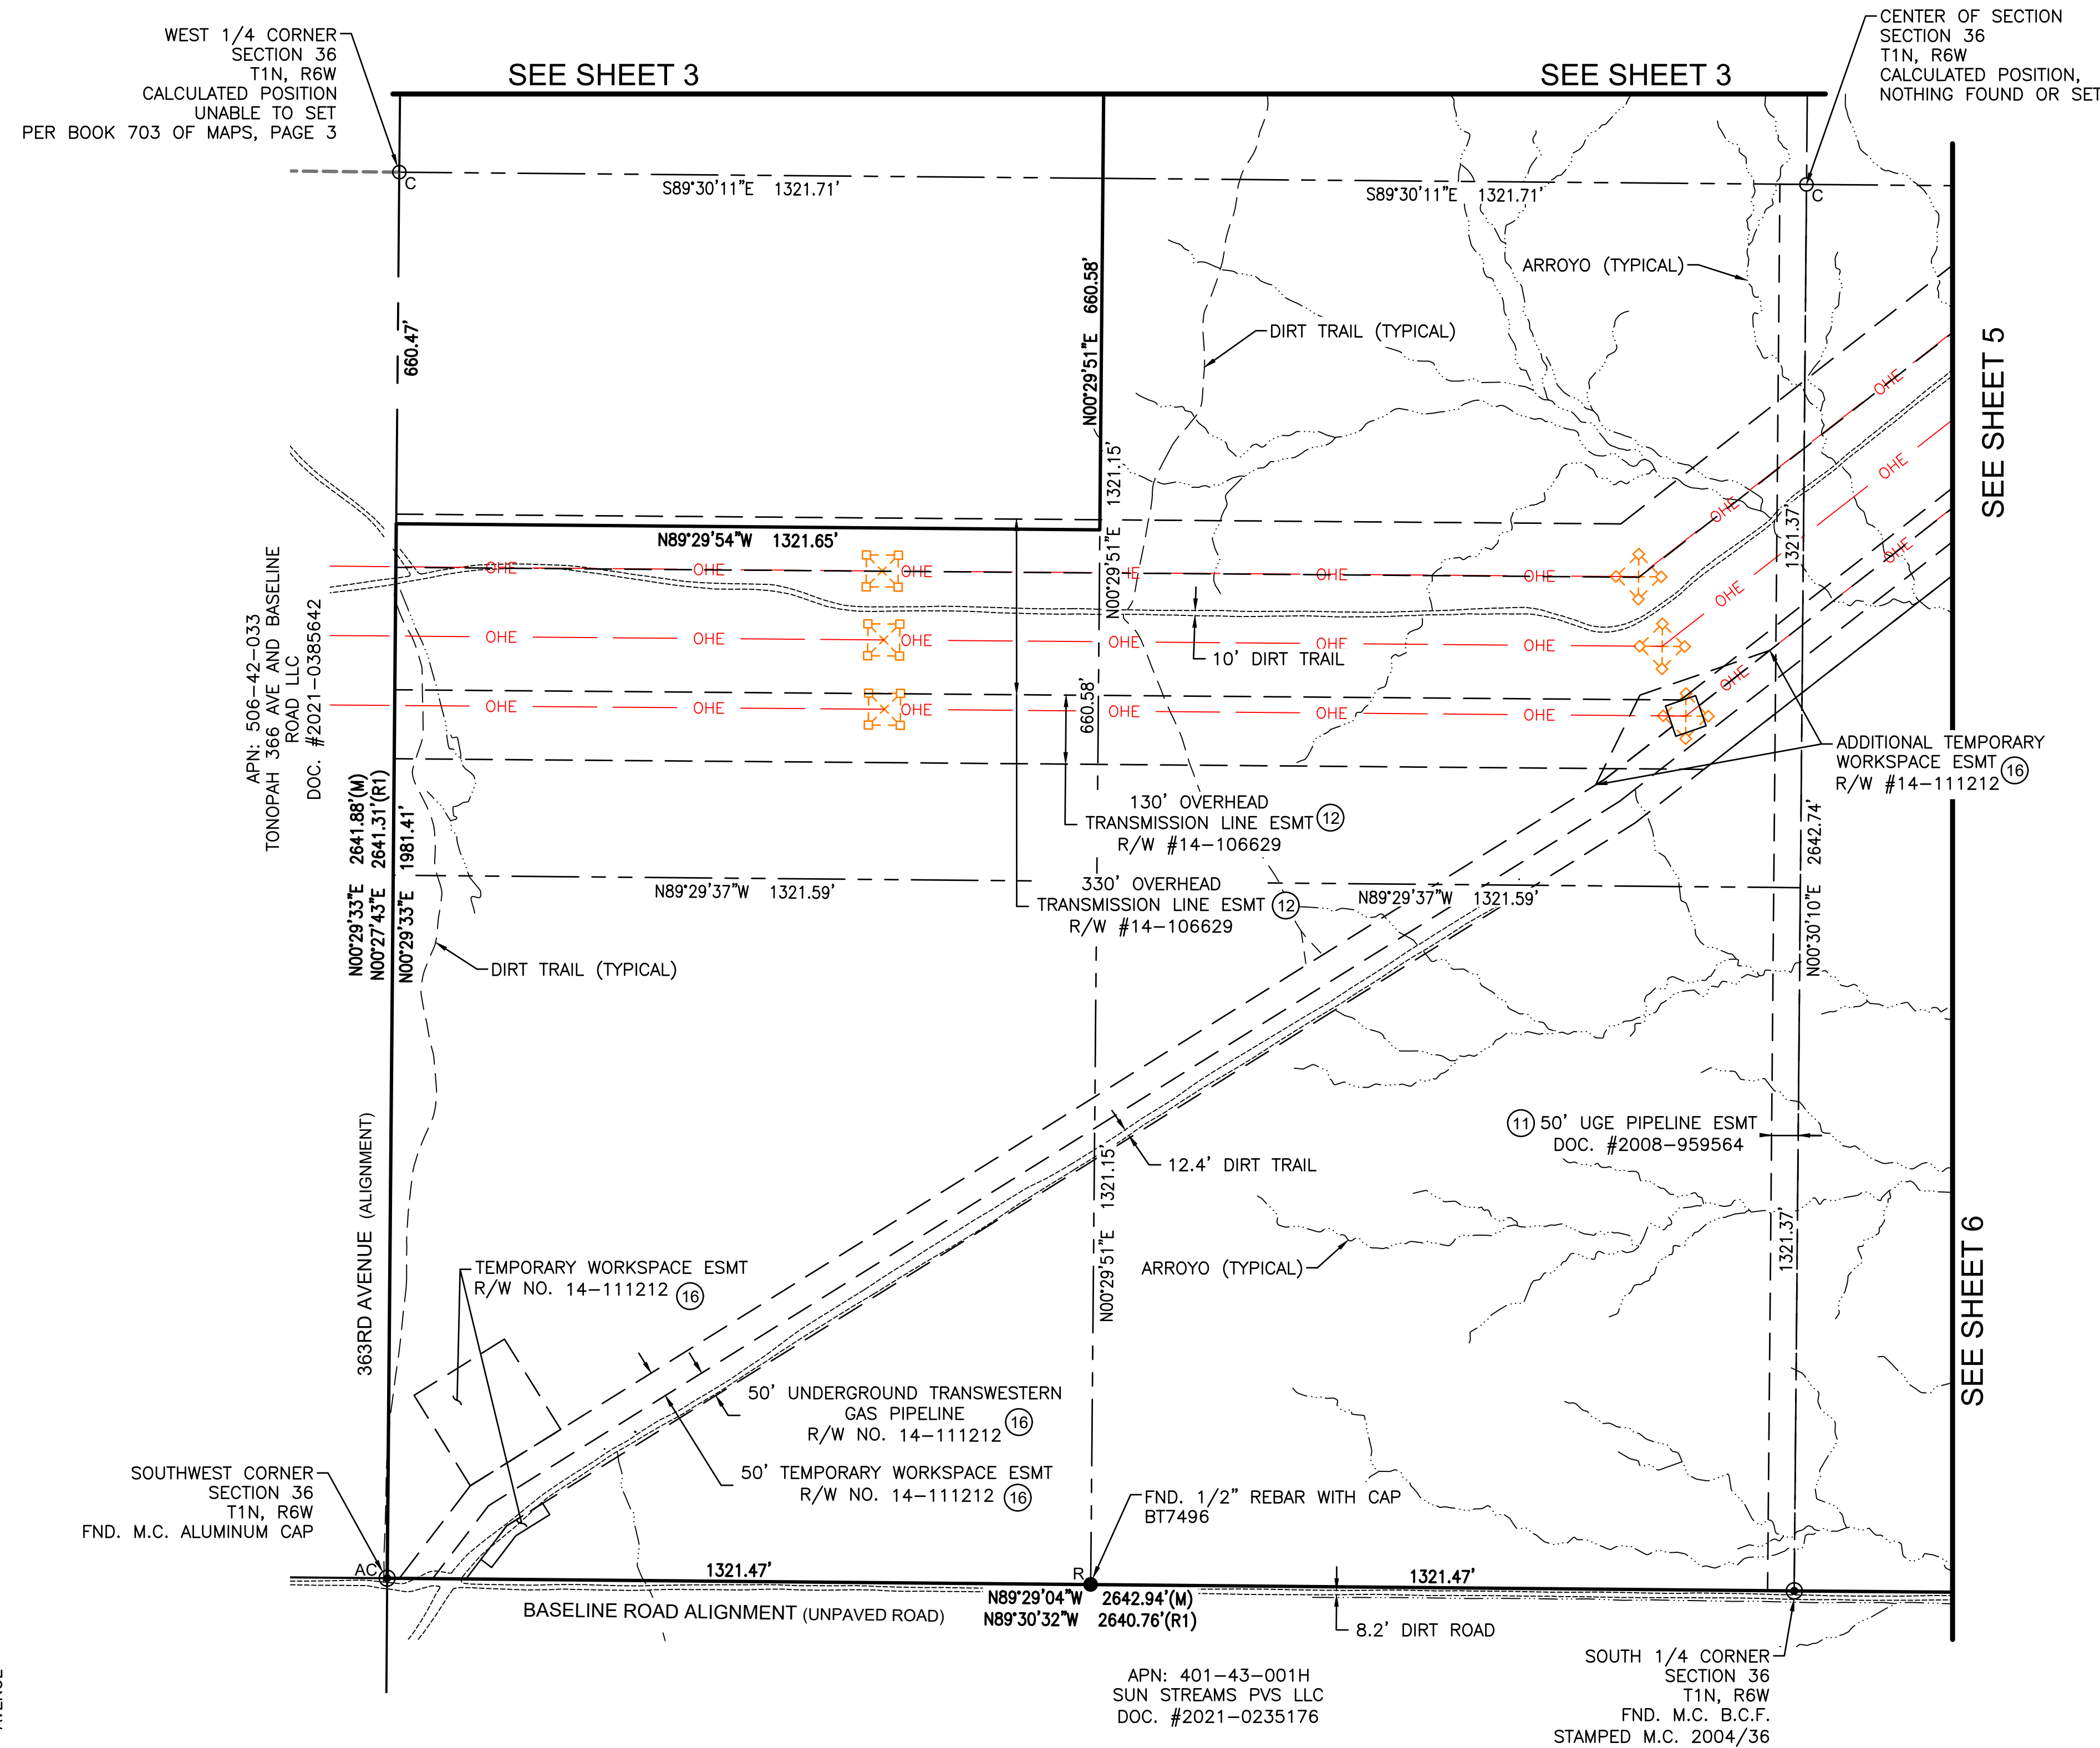 WEST 1/4 CORNER
SECTION 36
T1N, R6W
CALCULATED POSITION
UNABLE TO SET
PER BOOK 703 OF MAPS, PAGE 3
SEE SHEET 3
SEE SHEET 3
CENTER OF SECTION
SECTION 36
T1N, R6W
CALCULATED POSITION,
NOTHING FOUND OR SET
C
S89°30'11"E 1321.71'
S89°30'11"E 1321.71'
C
ARROYO (TYPICAL)
DIRT TRAIL (TYPICAL)
660.47'
N00°29'51"E 660.58'
N00°29'51"E 1321.15'
SEE SHEET 5
OHE
OHE
OHE
OHE
1321.37'
N89°29'54"W 1321.65'
OHE
OHE
OHE
HE
OHE
OHE
OHE
APN: 506-42-033
TONOPAH 366 AVE AND BASELINE
ROAD LLC
DOC. #2021-0385642
OHE
OHE
OHE
OHE
OHE
OHE
OHE
10' DIRT TRAIL
OHE
OHE
OHE
OHE
OHE
OHE
OHE
660.58'
ADDITIONAL TEMPORARY
WORKSPACE ESMT
R/W #14-111212
16
130' OVERHEAD
TRANSMISSION LINE ESMT 12
R/W #14-106629
330' OVERHEAD
TRANSMISSION LINE ESMT 12
R/W #14-106629
N00°29'33"E 2641.88'(M)
N00°27'43"E 2641.31'(R1)
N00°29'33"E 1981.41'
N89°29'37"W 1321.59'
N89°29'37"W 1321.59'
N00°30'10"E 2642.74'
DIRT TRAIL (TYPICAL)
363RD AVENUE (ALIGNMENT)
11 50' UGE PIPELINE ESMT
DOC. #2008-959564
12.4' DIRT TRAIL
N00°29'51"E 1321.15'
1321.37'
SEE SHEET 6
TEMPORARY WORKSPACE ESMT
R/W NO. 14-111212 16
ARROYO (TYPICAL)
50' UNDERGROUND TRANSWESTERN
GAS PIPELINE
R/W NO. 14-111212 16
50' TEMPORARY WORKSPACE ESMT
R/W NO. 14-111212 16
SOUTHWEST CORNER
SECTION 36
T1N, R6W
FND. M.C. ALUMINUM CAP
FND. 1/2" REBAR WITH CAP
BT7496
AC
1321.47'
R
1321.47'
BASELINE ROAD ALIGNMENT (UNPAVED ROAD)
N89°29'04"W 2642.94'(M)
N89°30'32"W 2640.76'(R1)
8.2' DIRT ROAD
APN: 401-43-001H
SUN STREAMS PVS LLC
DOC. #2021-0235176
SOUTH 1/4 CORNER
SECTION 36
T1N, R6W
FND. M.C. B.C.F.
STAMPED M.C. 2004/36
AVENUE